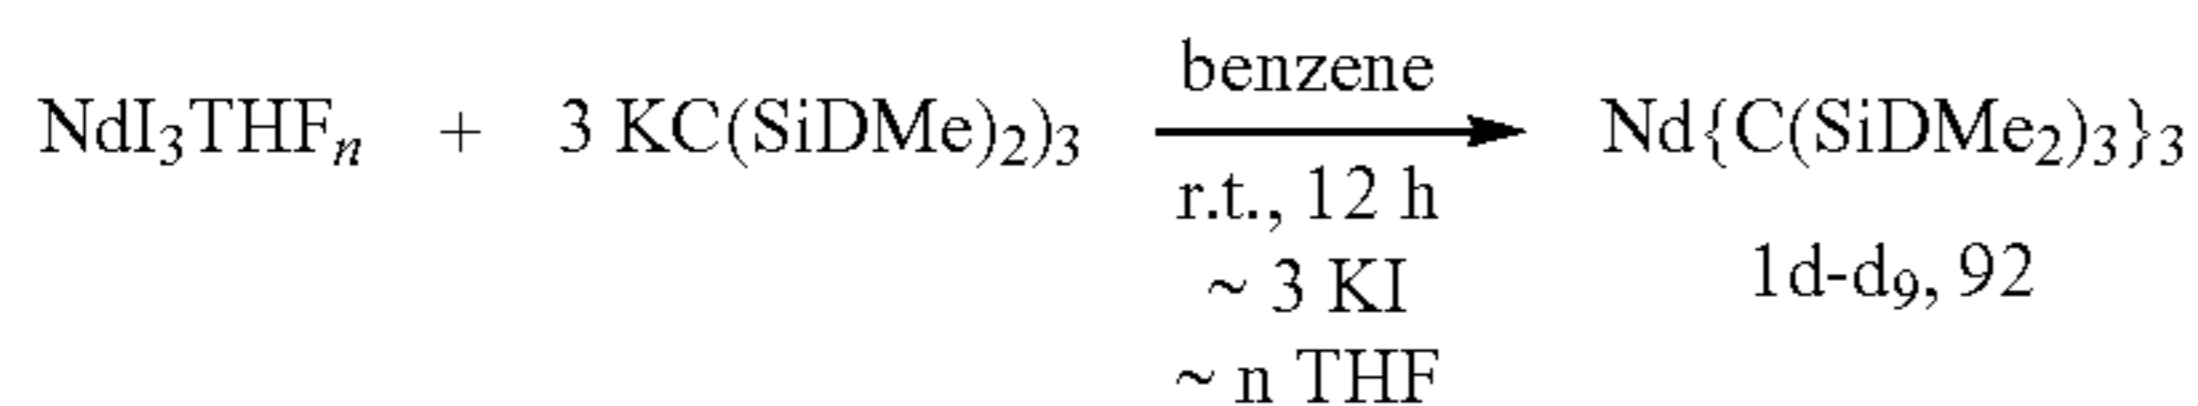 benzene
NdI₃THFₙ + 3 KC(SiDMe)₂)₃ Nd{C(SiDMe₂)₃}₃
r.t., 12 h
~ 3 KI 1d-d₉, 92
~ n THF